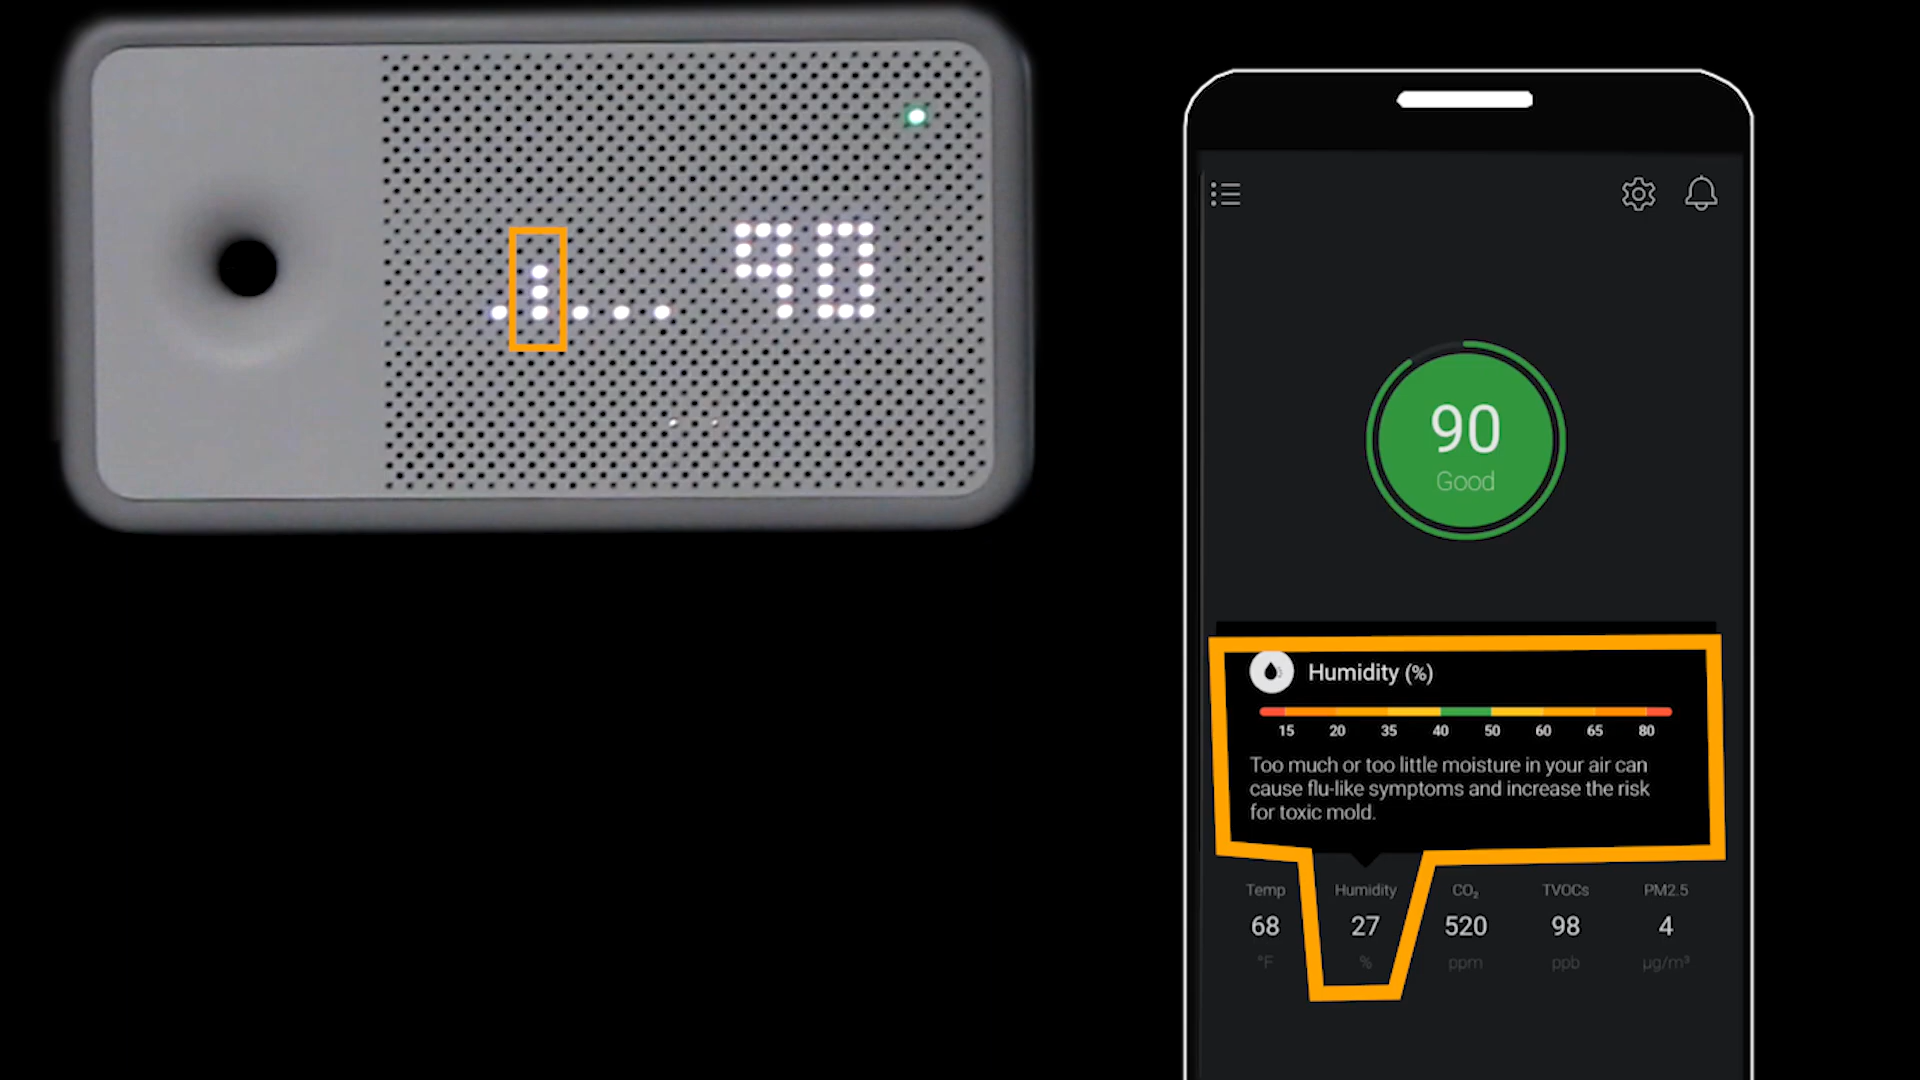 90
90
Good
Humidity (%)
15 20 35 40 50 60 65 80
Too much or too little moisture in your air can
cause flu-like symptoms and increase the risk
for toxic mold.
Temp Humidity CO₂ TVOCs PM2.5
68 27 520 98 4
°F % ppm ppb µg/m³